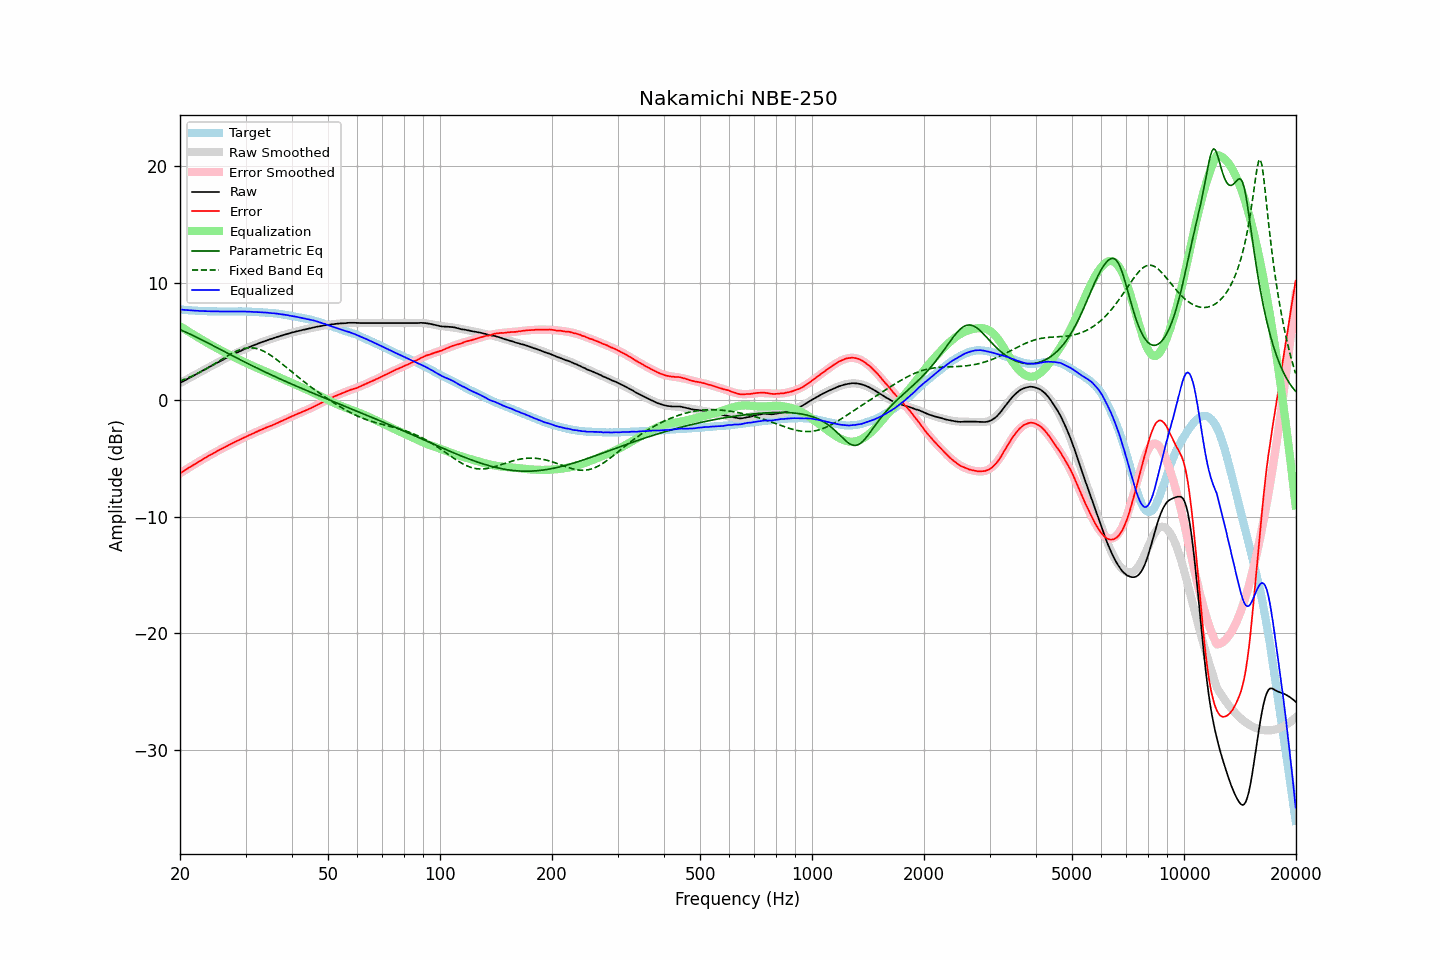 Nakamichi NBE-250
Target
Raw Smoothed
Error Smoothed
Raw
Error
Equalization
Parametric Eq
Fixed Band Eq
Equalized
20
10
0
−10
−20
−30
Amplitude (dBr)
20
50
100
200
500
1000
2000
5000
10000
20000
Frequency (Hz)